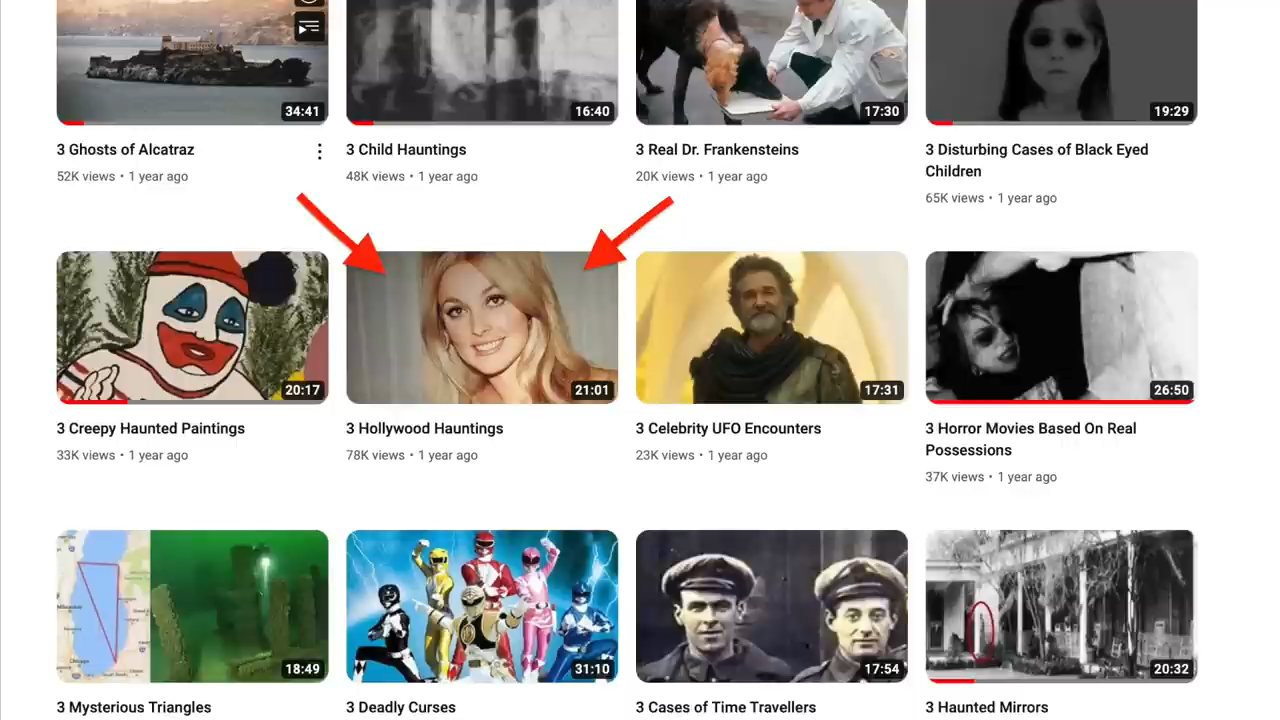 34:41
16:40
17:30
19:29
3 Ghosts of Alcatraz
3 Child Hauntings
3 Real Dr. Frankensteins
3 Disturbing Cases of Black Eyed
Children
52K views • 1 year ago
48K views • 1 year ago
20K views • 1 year ago
65K views • 1 year ago
20:17
21:01
17:31
26:50
3 Creepy Haunted Paintings
3 Hollywood Hauntings
3 Celebrity UFO Encounters
3 Horror Movies Based On Real
Possessions
33K views • 1 year ago
78K views • 1 year ago
23K views • 1 year ago
37K views • 1 year ago
Milwaukee
Chicago
18:49
31:10
17:54
20:32
3 Mysterious Triangles
3 Deadly Curses
3 Cases of Time Travellers
3 Haunted Mirrors